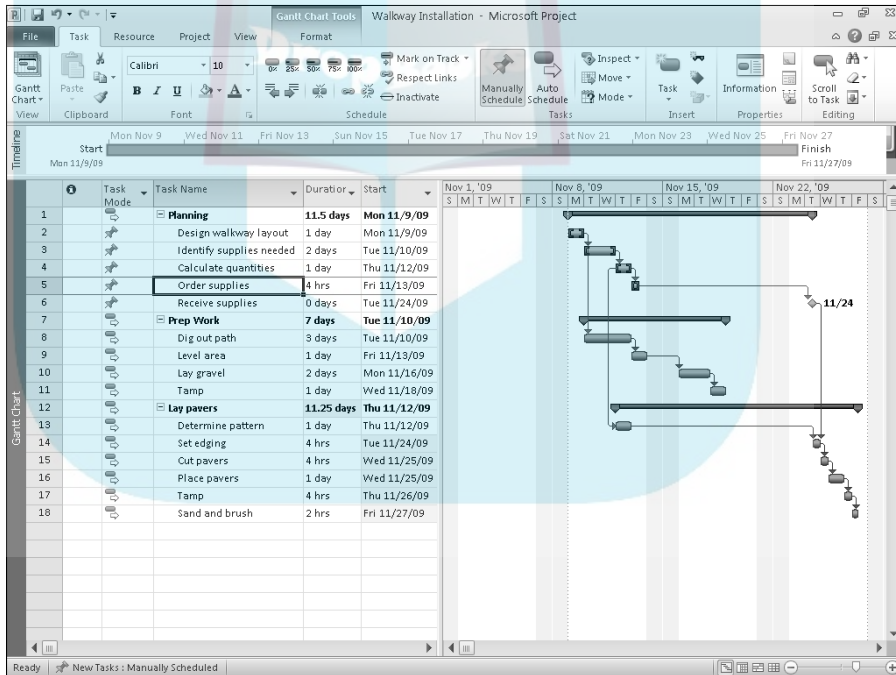 Gantt Chart Tools
Walkway Installation - Microsoft Project
File Task Resource Project View Format
Gantt Chart
View
Paste
Clipboard
Calibri 10
B I U A
Font
0% 25% 50% 75% 100%
Mark on Track
Respect Links
Inactivate
Schedule
Manually Schedule
Auto Schedule
Inspect
Move
Mode
Tasks
Task
Insert
Information
Properties
Scroll to Task
Editing
Timeline
Mon Nov 9 Wed Nov 11 Fri Nov 13 Sun Nov 15 Tue Nov 17 Thu Nov 19 Sat Nov 21 Mon Nov 23 Wed Nov 25 Fri Nov 27
Start
Mon 11/9/09
Finish
Fri 11/27/09
Task Mode Task Name Duration Start
Nov 1, '09 Nov 8, '09 Nov 15, '09 Nov 22, '09
S M T W T F S S M T W T F S S M T W T F S S M T W T F S
1 Planning 11.5 days Mon 11/9/09
2 Design walkway layout 1 day Mon 11/9/09
3 Identify supplies needed 2 days Tue 11/10/09
4 Calculate quantities 1 day Thu 11/12/09
5 Order supplies 4 hrs Fri 11/13/09
6 Receive supplies 0 days Tue 11/24/09 11/24
7 Prep Work 7 days Tue 11/10/09
8 Dig out path 3 days Tue 11/10/09
9 Level area 1 day Fri 11/13/09
10 Lay gravel 2 days Mon 11/16/09
11 Tamp 1 day Wed 11/18/09
12 Lay pavers 11.25 days Thu 11/12/09
13 Determine pattern 1 day Thu 11/12/09
14 Set edging 4 hrs Tue 11/24/09
15 Cut pavers 4 hrs Wed 11/25/09
16 Place pavers 1 day Wed 11/25/09
17 Tamp 4 hrs Thu 11/26/09
18 Sand and brush 2 hrs Fri 11/27/09
Gantt Chart
Ready New Tasks : Manually Scheduled